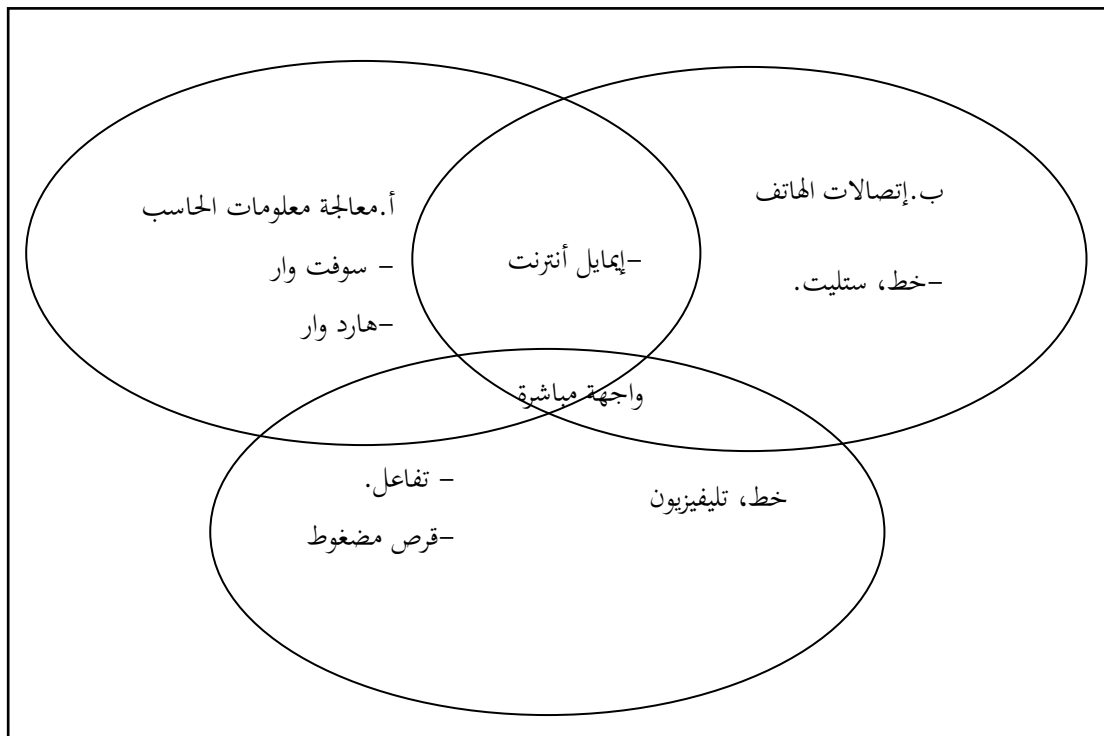 ب.إتصالات الهاتف
-خط، ستليت.
أ.معالجة معلومات الحاسب
- سوفت وار
-هارد وار
-إيمايل أنترنت
واجهة مباشرة
خط، تليفيزيون
- تفاعل.
-قرص مضغوط